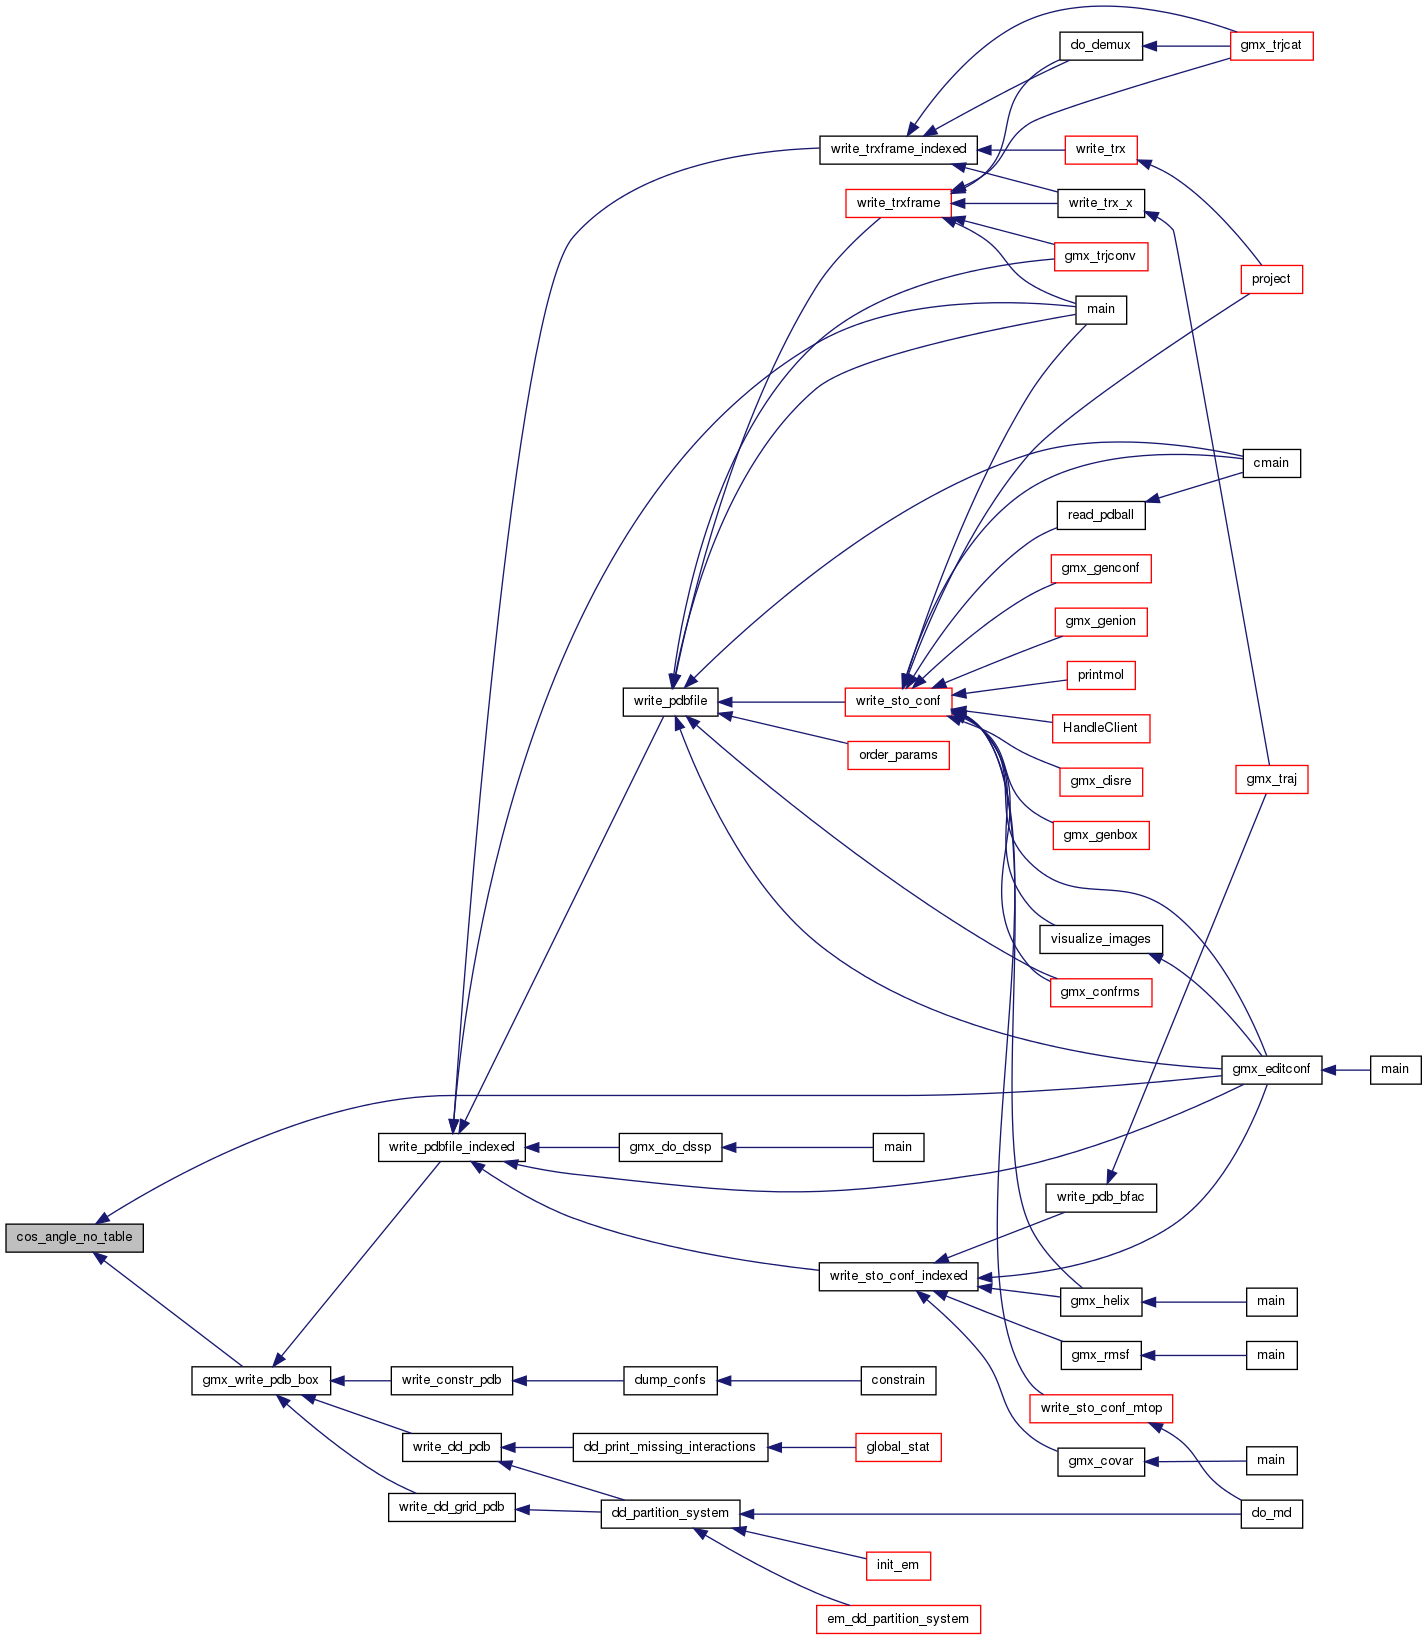 do_demux
gmx_trjcat
write_trxframe_indexed
write_trx
write_trxframe
write_trx_x
gmx_trjconv
project
main
cmain
read_pdball
gmx_genconf
gmx_genion
printmol
write_pdbfile
write_sto_conf
HandleClient
order_params
gmx_disre
gmx_traj
gmx_genbox
visualize_images
gmx_confrms
gmx_editconf
main
write_pdbfile_indexed
gmx_do_dssp
main
write_pdb_bfac
cos_angle_no_table
write_sto_conf_indexed
gmx_helix
main
gmx_rmsf
main
gmx_write_pdb_box
write_constr_pdb
dump_confs
constrain
write_sto_conf_mtop
write_dd_pdb
dd_print_missing_interactions
global_stat
gmx_covar
main
write_dd_grid_pdb
dd_partition_system
do_md
init_em
em_dd_partition_system